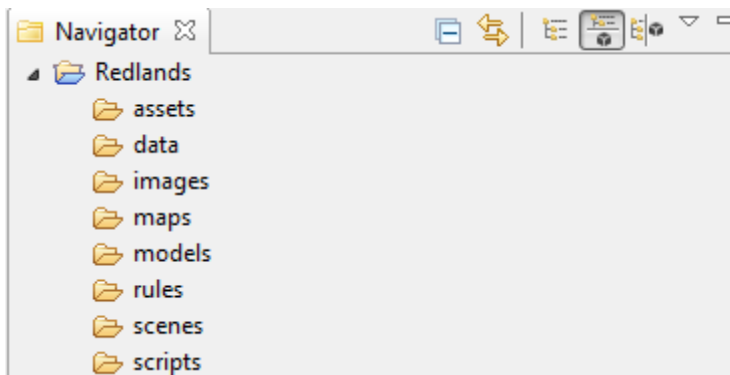 Navigator
Redlands
assets
data
images
maps
models
rules
scenes
scripts